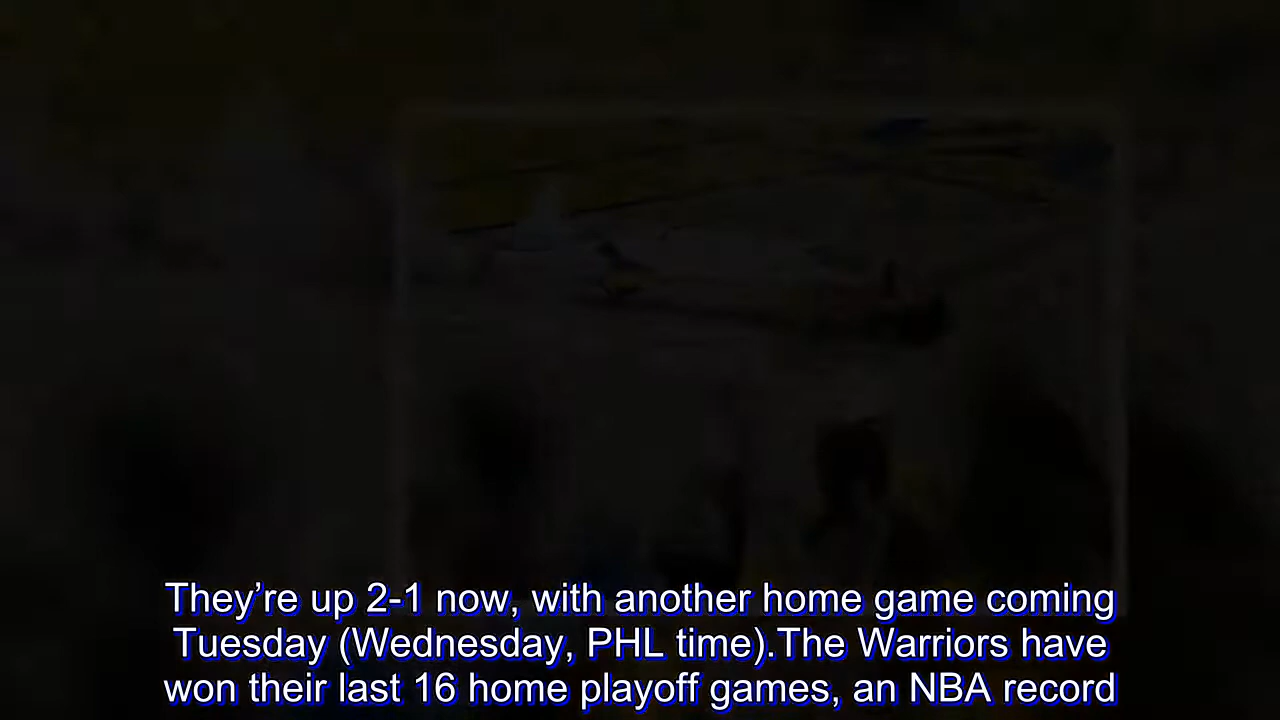 They’re up 2-1 now, with another home game coming
Tuesday (Wednesday, PHL time).The Warriors have
won their last 16 home playoff games, an NBA record